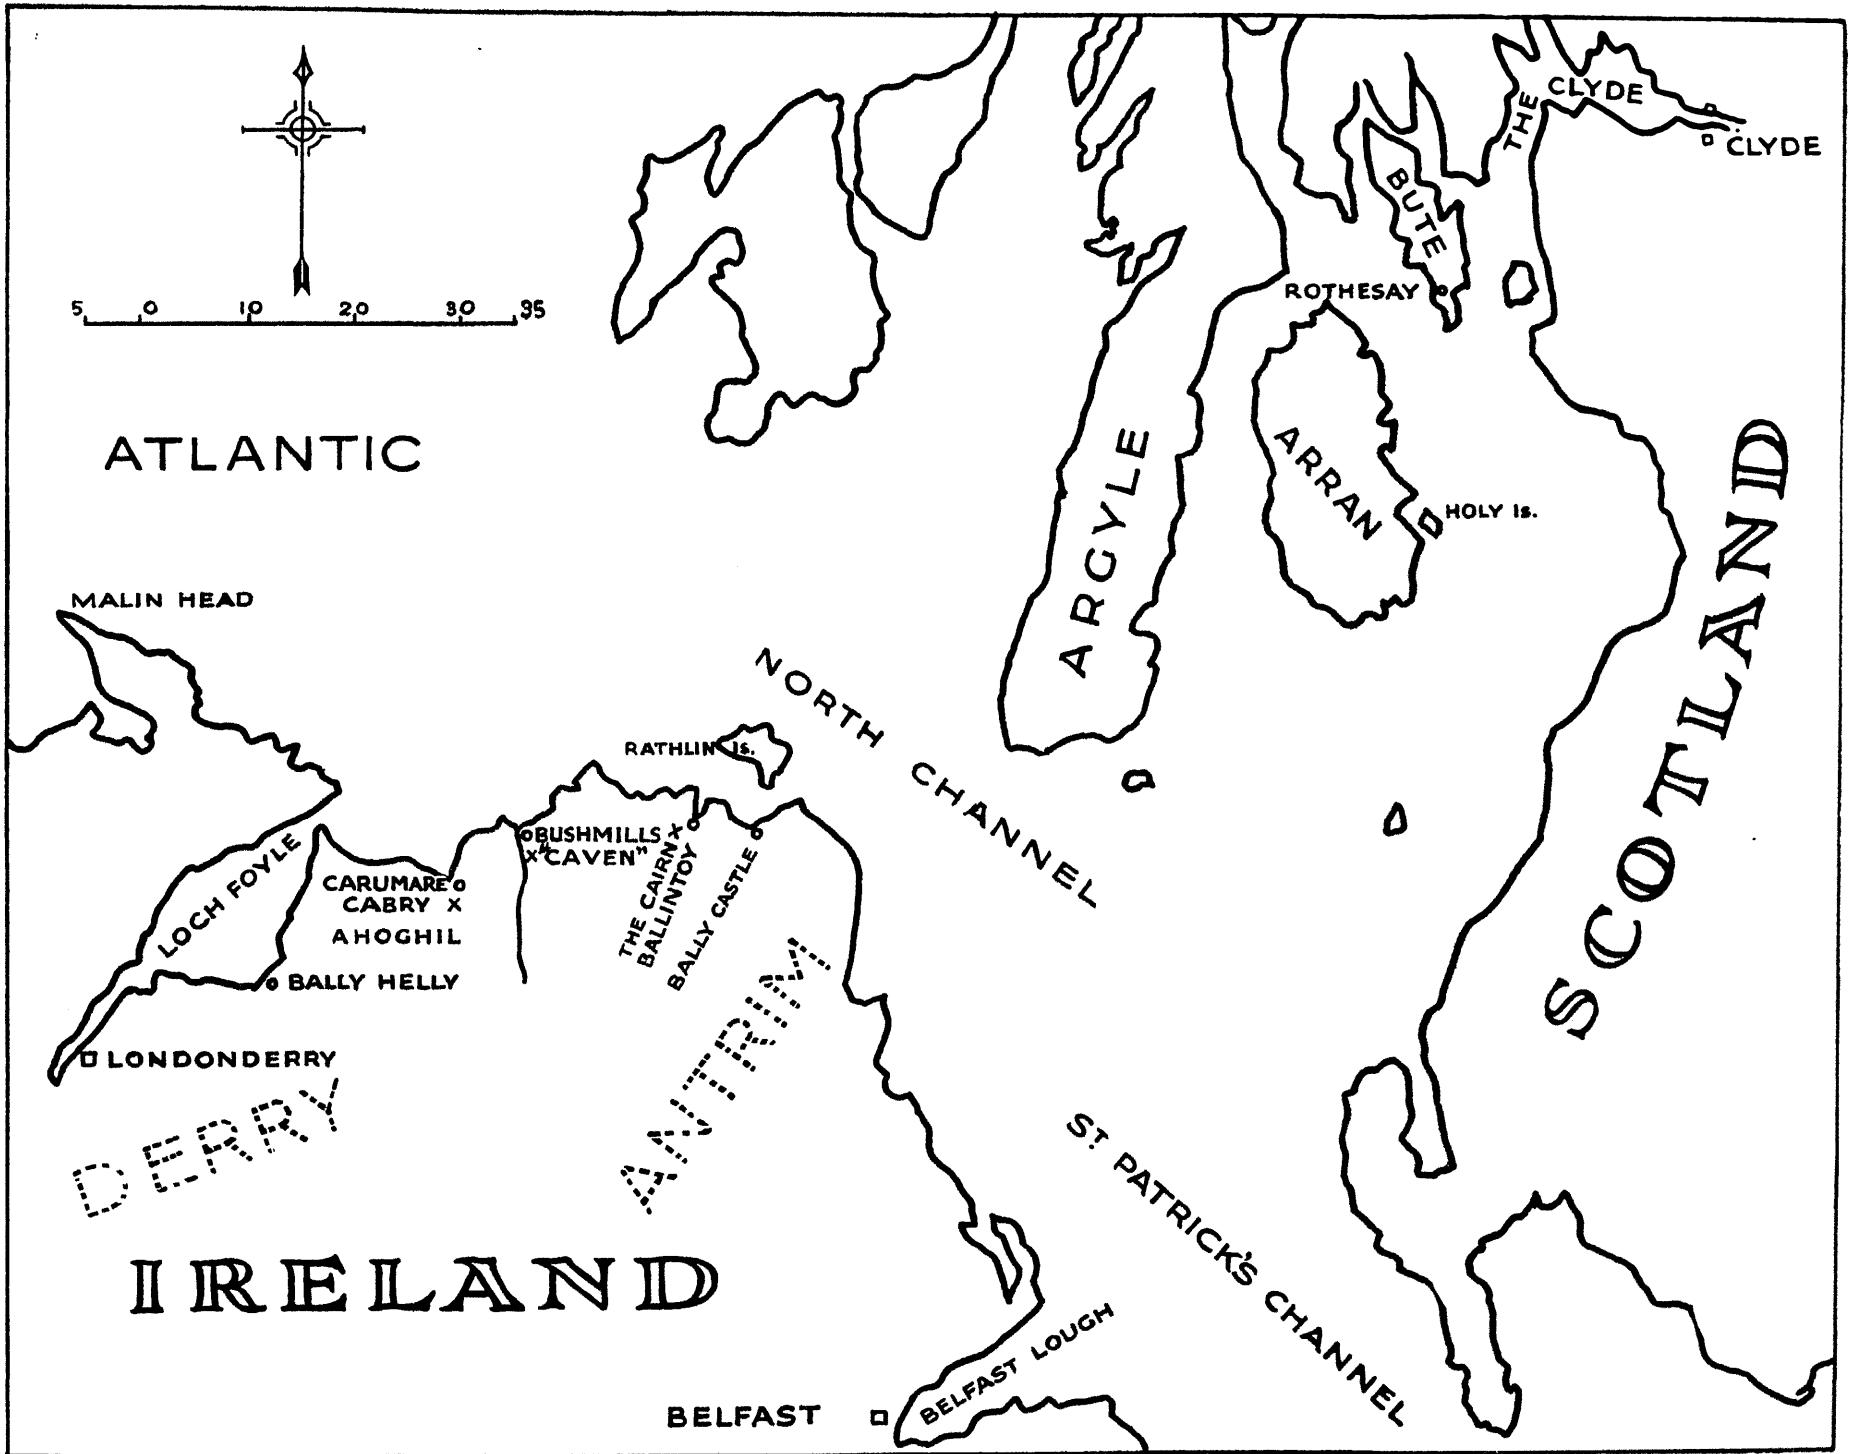 THE
CLYDE
CLYDE
BUTE
ROTHESAY
5 0 10 20 30 35
ATLANTIC
ARGYLE
ARRAN
HOLY Is.
SCOTLAND
MALIN HEAD
NORTH CHANNEL
RATHLIN Is.
BUSHMILLS
x "CAVEN"
THE CAIRN x
BALLINTOY
BALLY CASTLE
LOCH FOYLE
CARUMARE
CABRY x
AHOGHIL
BALLY HELLY
LONDONDERRY
DERRY
ANTRIM
ST PATRICK'S CHANNEL
IRELAND
BELFAST LOUGH
BELFAST